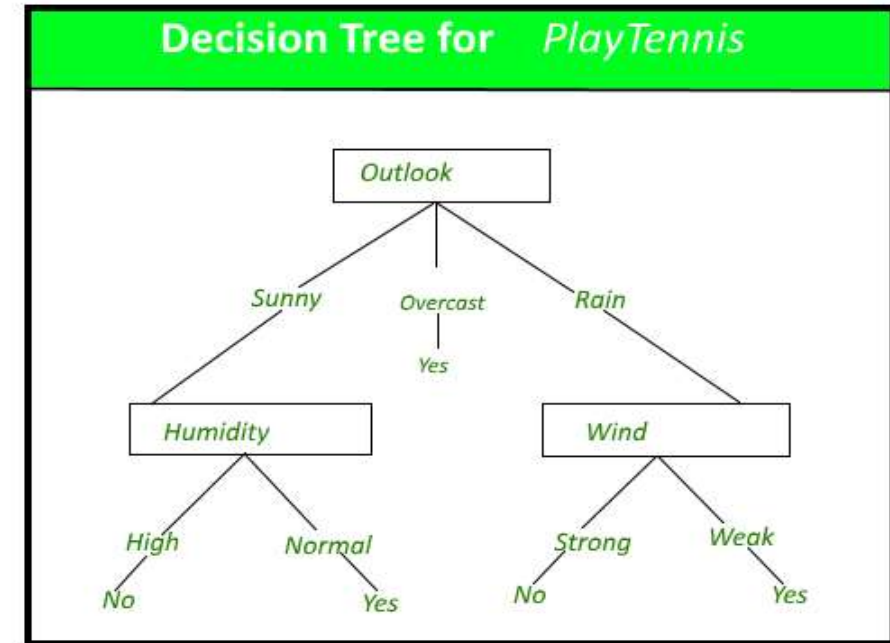 Decision Tree for PlayTennis
Outlook
Sunny Overcast Rain
Yes
Humidity Wind
High Normal Strong Weak
No Yes No Yes